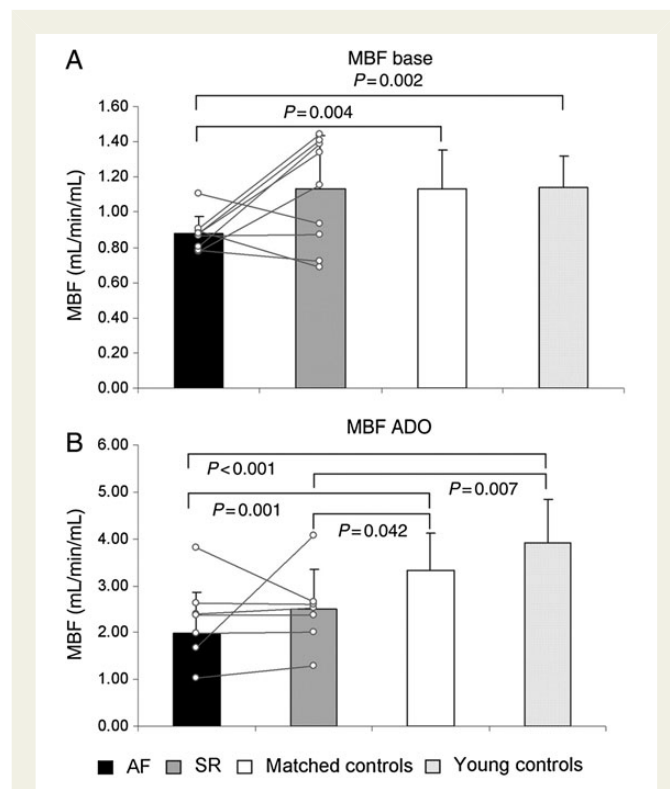 A
MBF base
P=0.002
P=0.004
MBF (mL/min/mL)
1.60
1.40
1.20
1.00
0.80
0.60
0.40
0.20
0.00
B
MBF ADO
P<0.001
P=0.007
P=0.001
P=0.042
MBF (mL/min/mL)
6.00
5.00
4.00
3.00
2.00
1.00
0.00
AF SR Matched controls Young controls